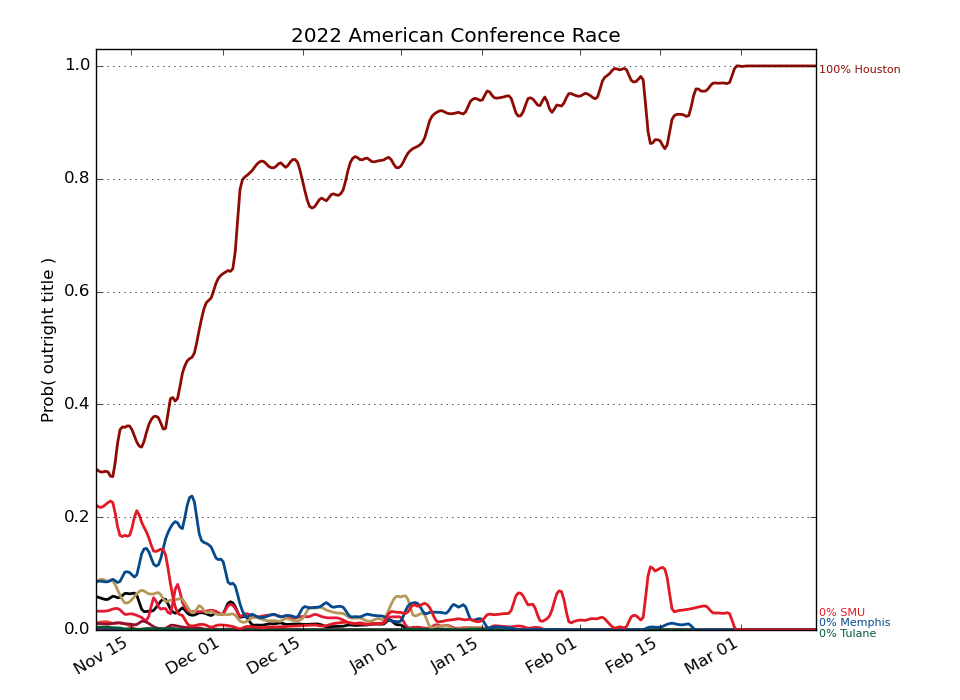 2022 American Conference Race
Prob( outright title )
1.0
0.8
0.6
0.4
0.2
0.0
Nov 15
Dec 01
Dec 15
Jan 01
Jan 15
Feb 01
Feb 15
Mar 01
100% Houston
0% SMU
0% Memphis
0% Tulane